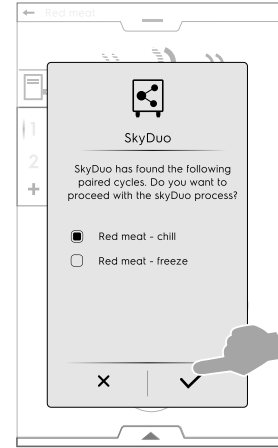 Red meat
1
2
+
SkyDuo
SkyDuo has found the following
paired cycles. Do you want to
proceed with the skyDuo process?
Red meat - chill
Red meat - freeze